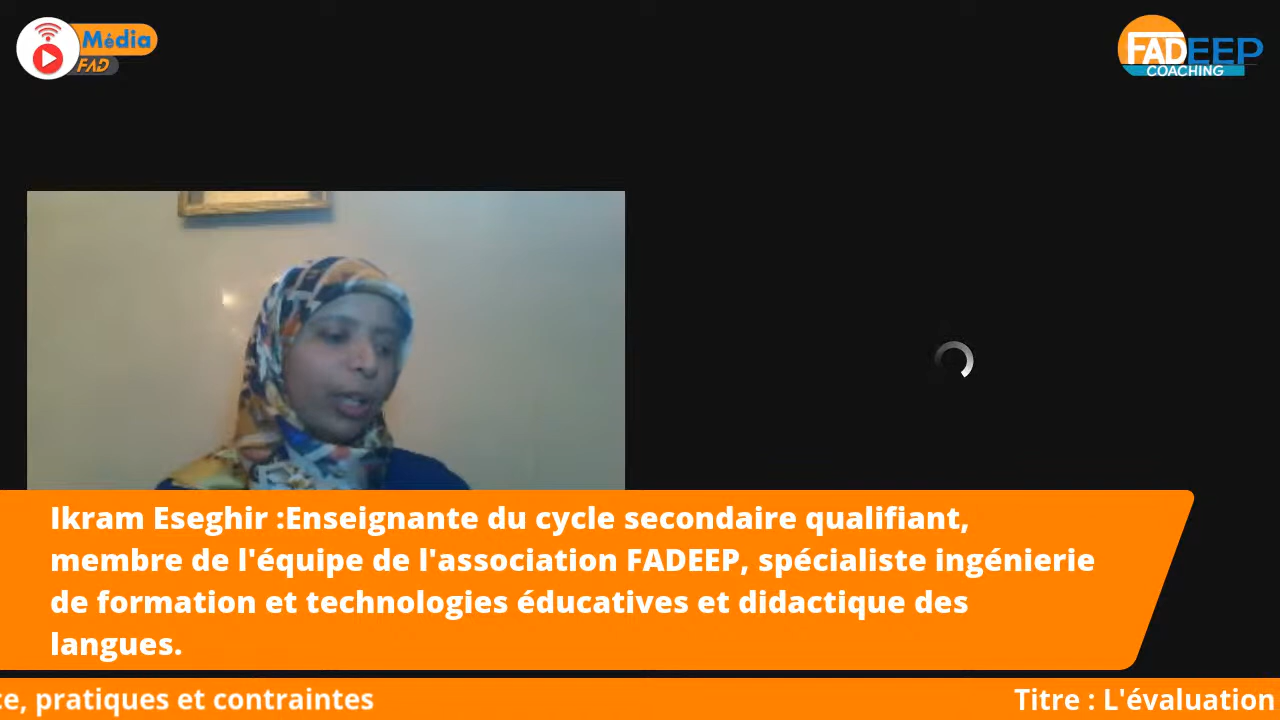 Média
FAD
FADEEP
COACHING
Ikram Eseghir :Enseignante du cycle secondaire qualifiant,
membre de l'équipe de l'association FADEEP, spécialiste ingénierie
de formation et technologies éducatives et didactique des
langues.
ce, pratiques et contraintes
Titre : L'évaluation